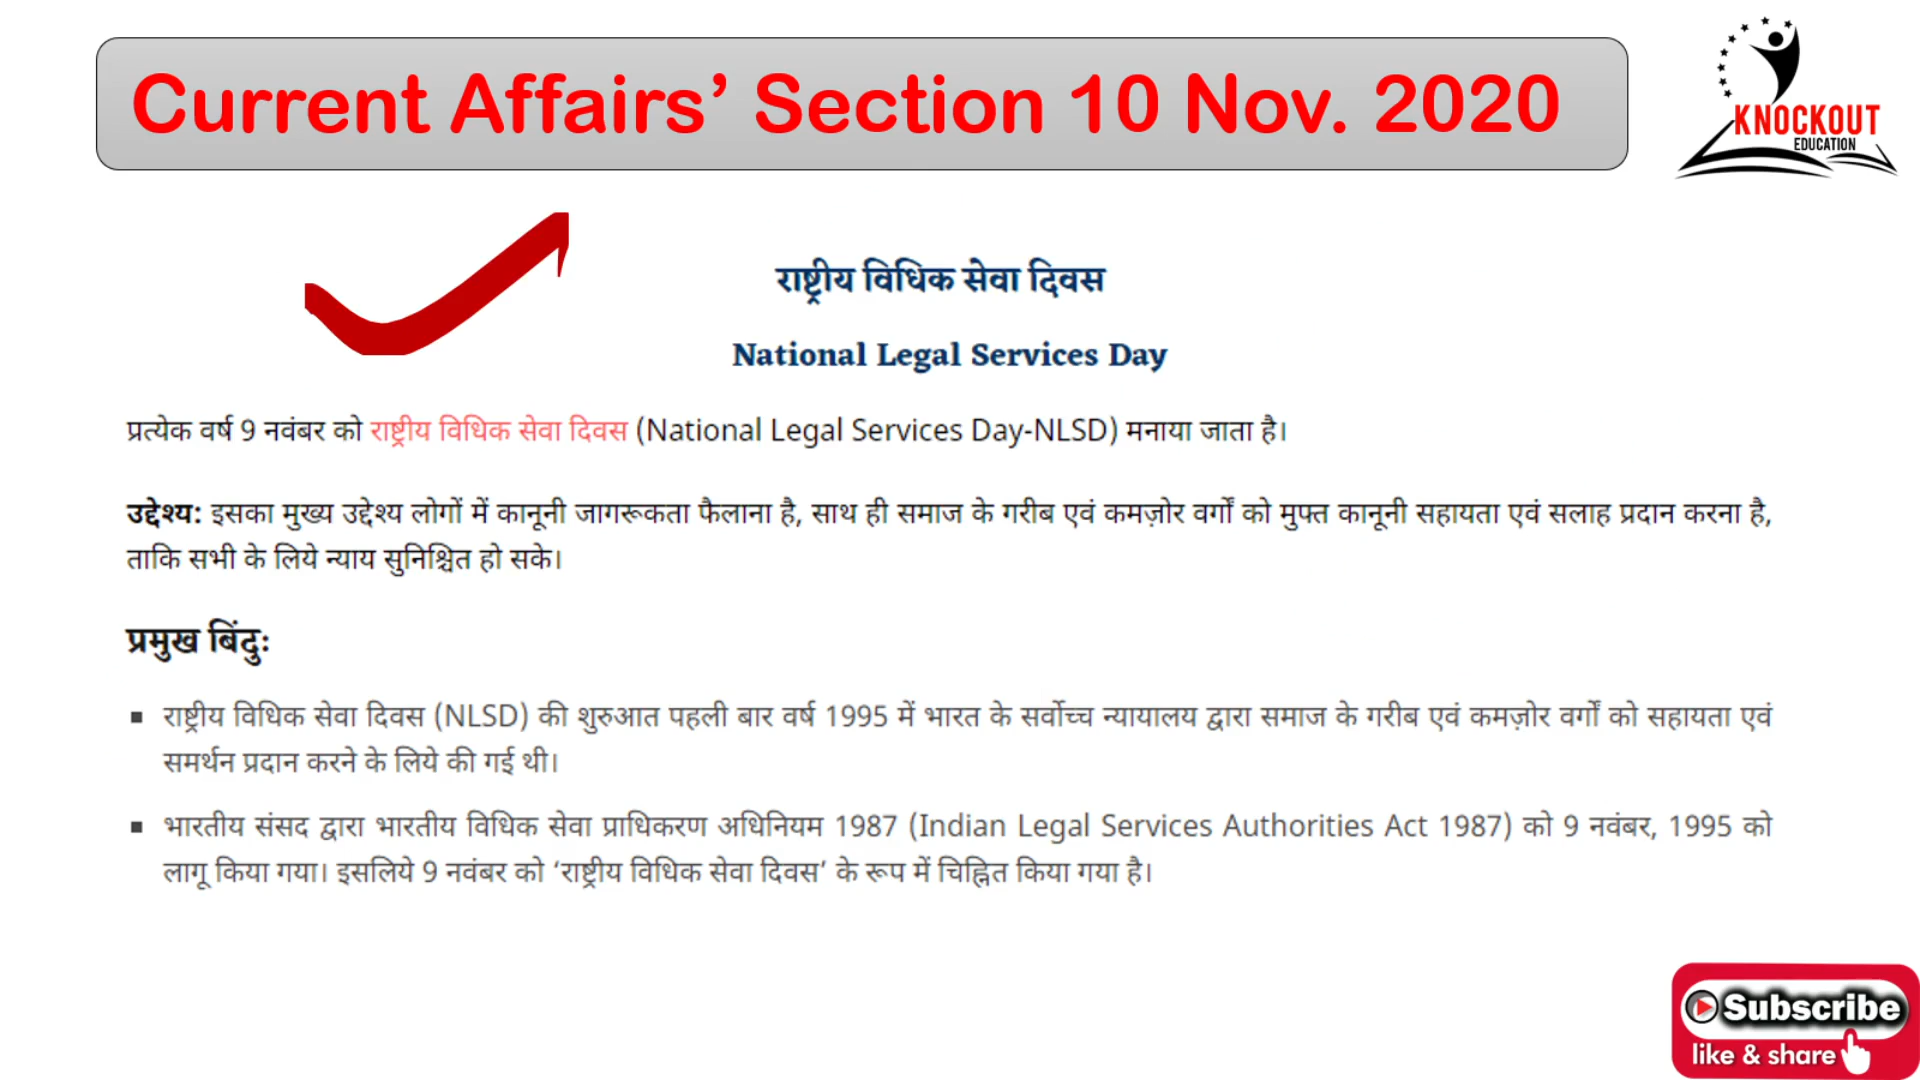 Current Affairs’ Section 10 Nov. 2020
KNOCKOUT
EDUCATION
राष्ट्रीय विधिक सेवा दिवस
National Legal Services Day
प्रत्येक वर्ष 9 नवंबर को राष्ट्रीय विधिक सेवा दिवस (National Legal Services Day-NLSD) मनाया जाता है।
उद्देश्य: इसका मुख्य उद्देश्य लोगों में कानूनी जागरूकता फैलाना है, साथ ही समाज के गरीब एवं कमज़ोर वर्गों को मुफ्त कानूनी सहायता एवं सलाह प्रदान करना है,
ताकि सभी के लिये न्याय सुनिश्चित हो सके।
प्रमुख बिंदुः
▪ राष्ट्रीय विधिक सेवा दिवस (NLSD) की शुरुआत पहली बार वर्ष 1995 में भारत के सर्वोच्च न्यायालय द्वारा समाज के गरीब एवं कमज़ोर वर्गों को सहायता एवं
समर्थन प्रदान करने के लिये की गई थी।
▪ भारतीय संसद द्वारा भारतीय विधिक सेवा प्राधिकरण अधिनियम 1987 (Indian Legal Services Authorities Act 1987) को 9 नवंबर, 1995 को
लागू किया गया। इसलिये 9 नवंबर को ‘राष्ट्रीय विधिक सेवा दिवस’ के रूप में चिह्नित किया गया है।
Subscribe
like & share